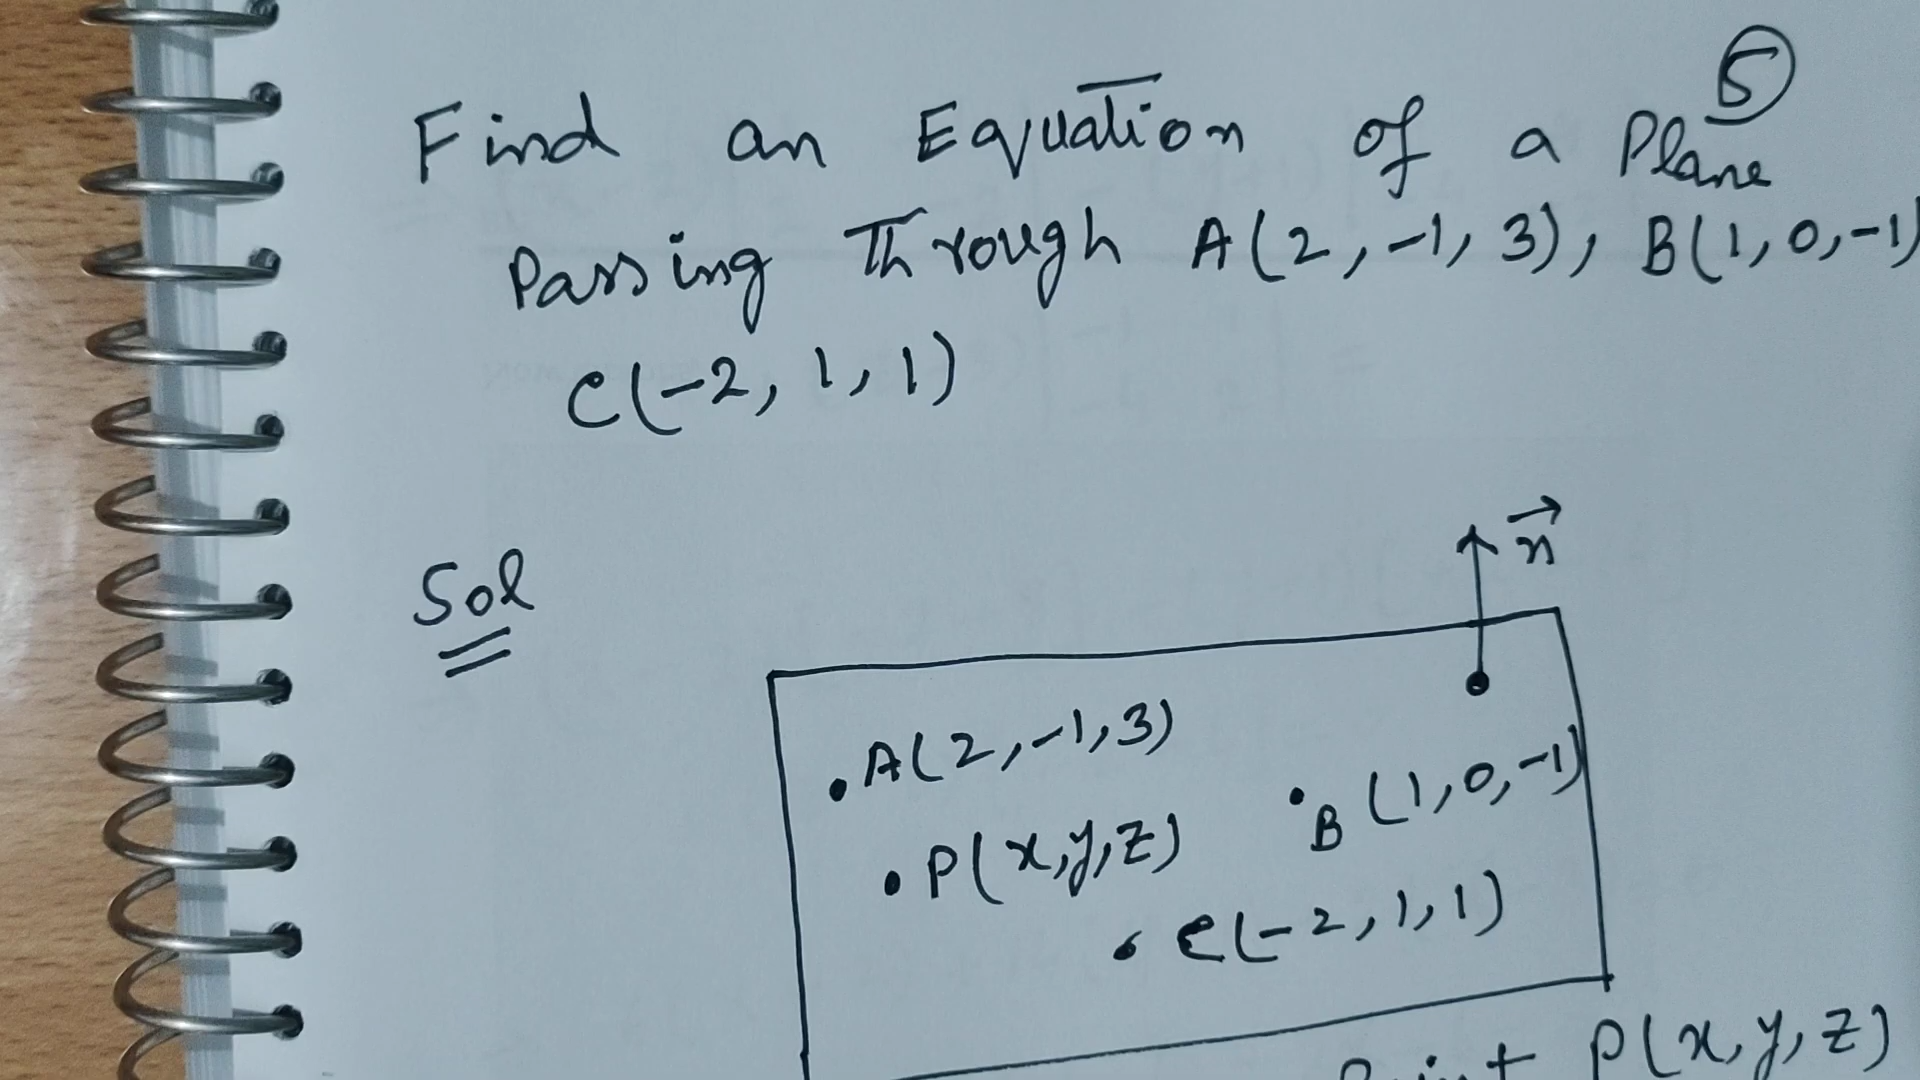 5
Find an Equation of a Plane
Passing Through A(2,-1,3), B(1,0,-1)
C(-2,1,1)
Sol
n⃗
.A(2,-1,3)
.B(1,0,-1)
.P(x,y,z)
.C(-2,1,1)
Point P(x,y,z)